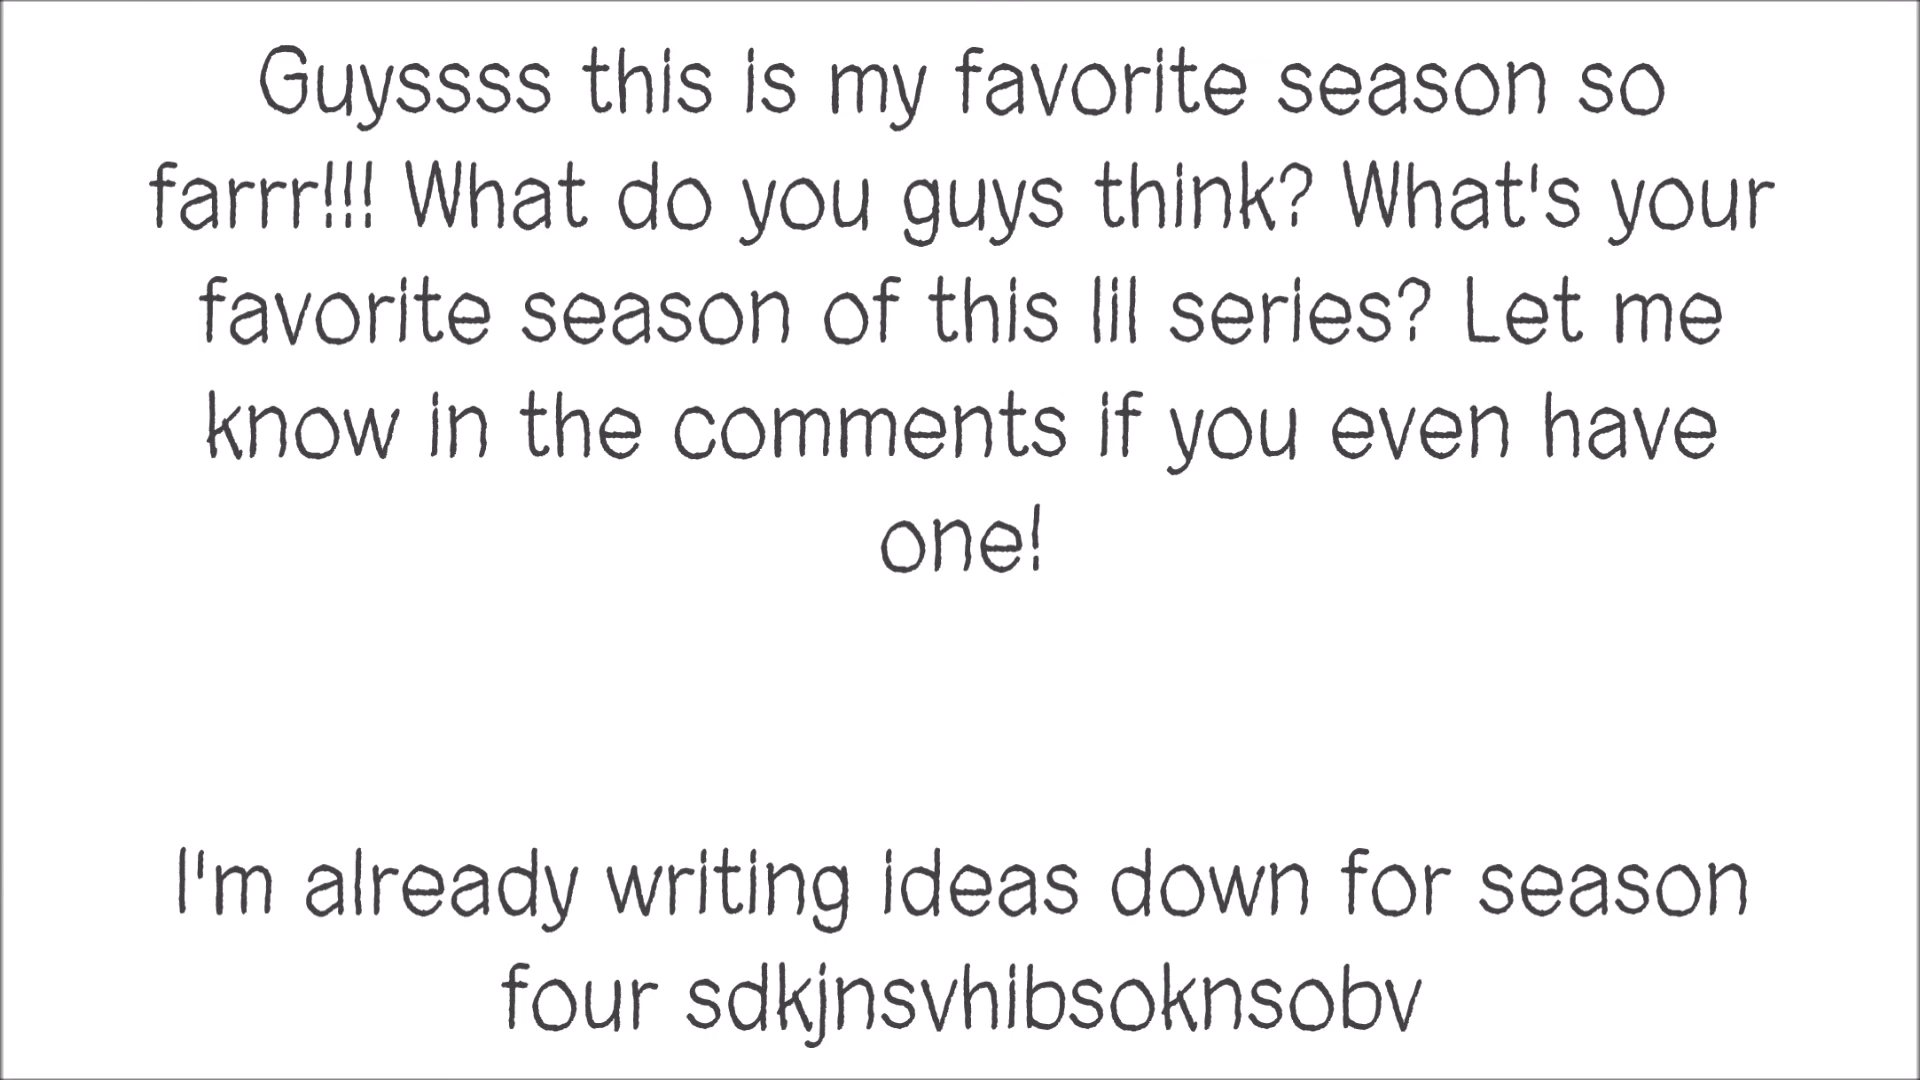 Guyssss this is my favorite season so
farrr!!! What do you guys think? What's your
favorite season of this lil series? Let me
know in the comments if you even have
one!
I'm already writing ideas down for season
four sdkjnsvhibsoknsobv